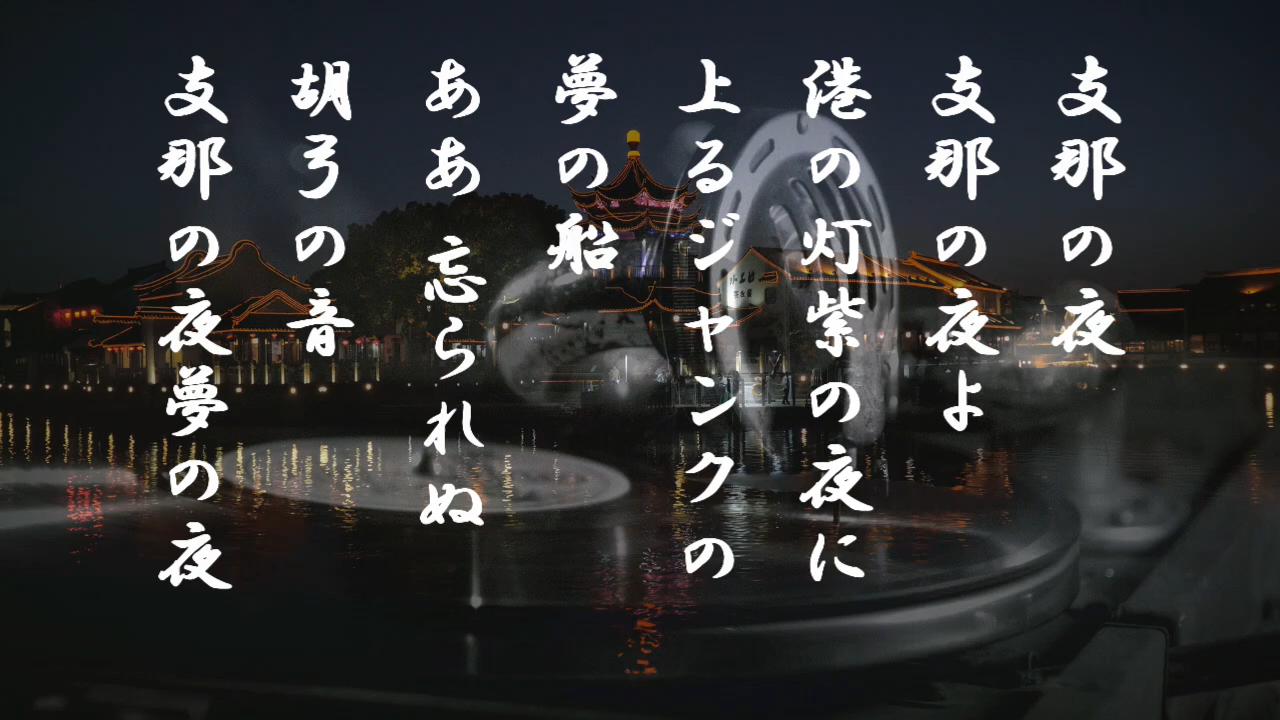 支那の夜
支那の夜よ
港の灯紫の夜に
上るジャンクの
夢の船
ああ 忘られぬ
胡弓の音
支那の夜夢の夜